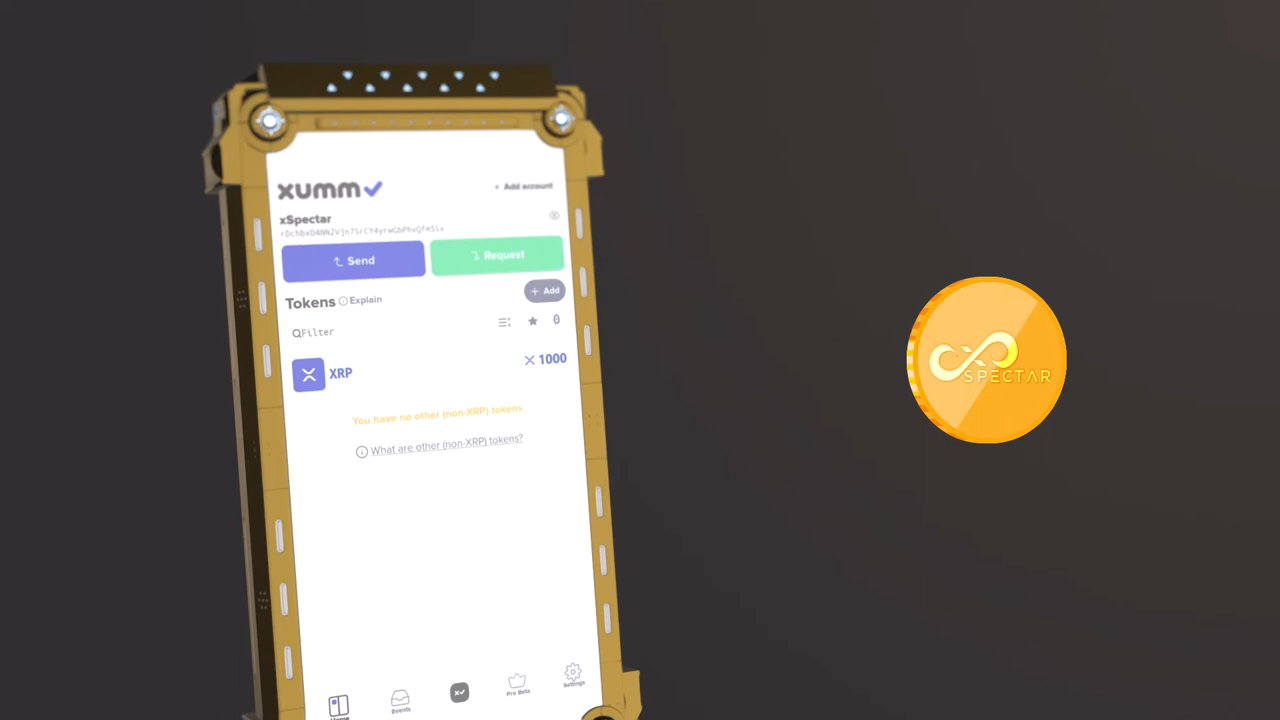 xumm
+ Add account
xSpectar
Send
Request
Tokens
Explain
+ Add
Filter
0
XRP
1000
You have no other (non-XRP) tokens
What are other (non-XRP) tokens?
Home
Events
Pro Beta
Settings
SPECTAR